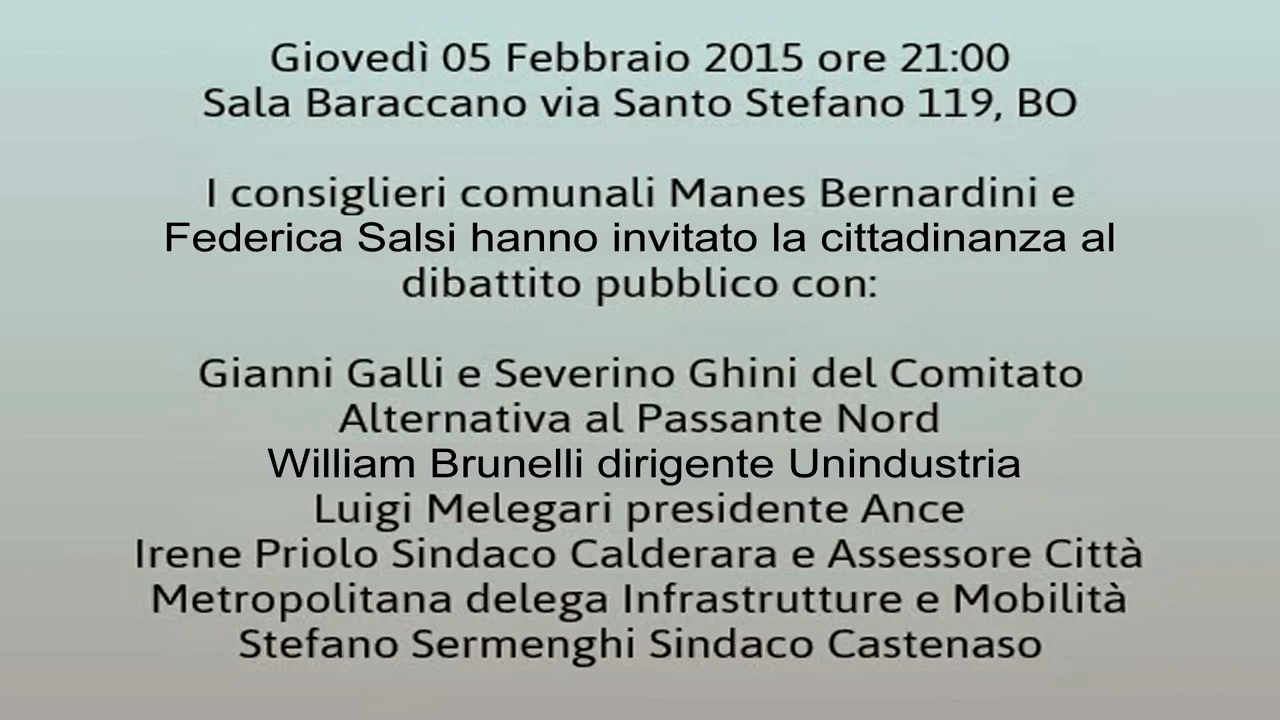 Giovedì 05 Febbraio 2015 ore 21:00
Sala Baraccano via Santo Stefano 119, BO
I consiglieri comunali Manes Bernardini e
Federica Salsi hanno invitato la cittadinanza al
dibattito pubblico con:
Gianni Galli e Severino Ghini del Comitato
Alternativa al Passante Nord
William Brunelli dirigente Unindustria
Luigi Melegari presidente Ance
Irene Priolo Sindaco Calderara e Assessore Città
Metropolitana delega Infrastrutture e Mobilità
Stefano Sermenghi Sindaco Castenaso